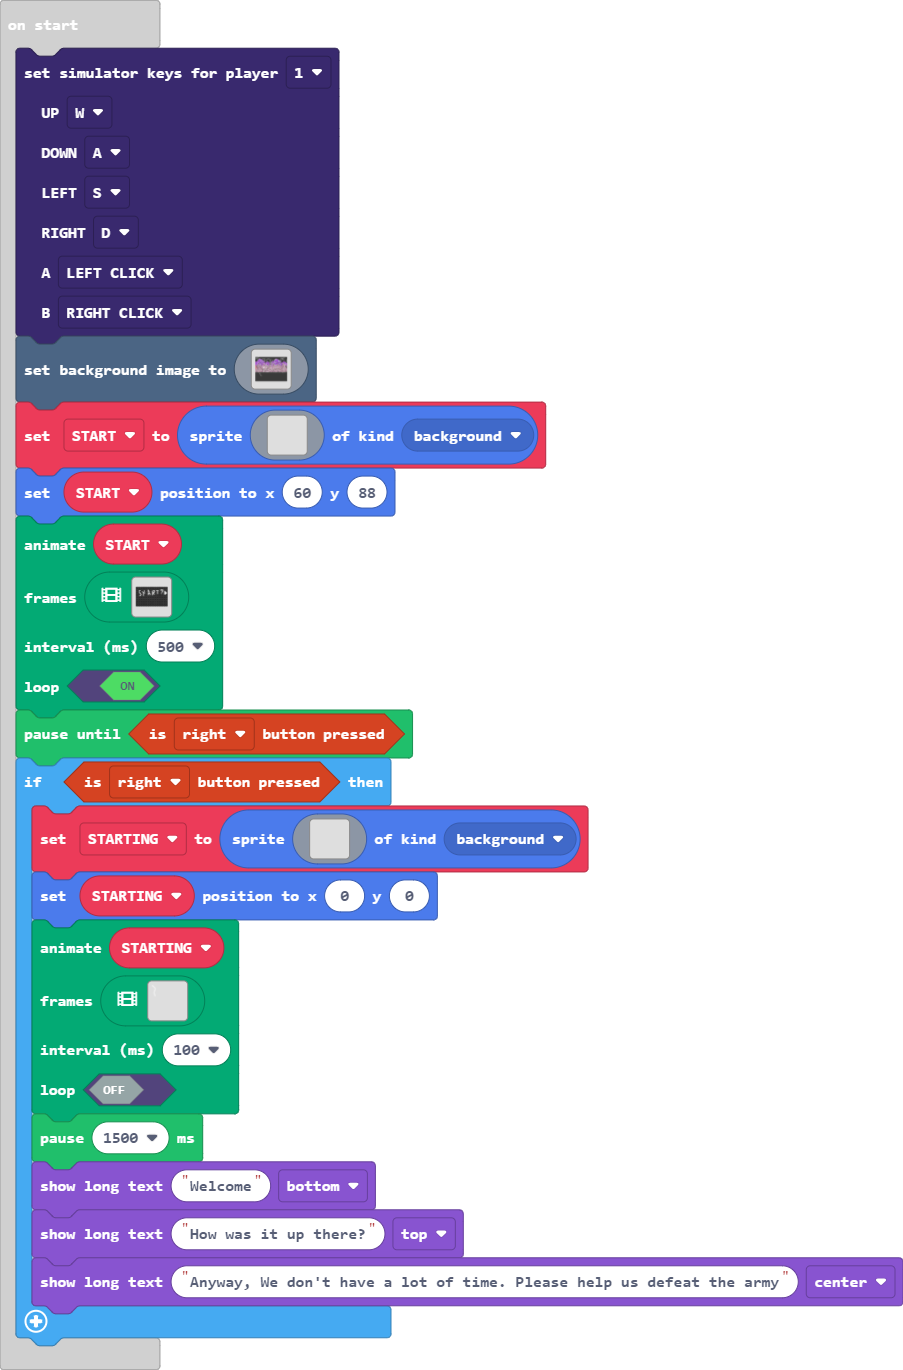 on start
set simulator keys for player 1
UP W
DOWN A
LEFT S
RIGHT D
A LEFT CLICK
B RIGHT CLICK
set background image to
set START to sprite of kind background
set START position to x 60 y 88
animate START
frames
interval (ms) 500
loop ON
pause until is right button pressed
if is right button pressed then
set STARTING to sprite of kind background
set STARTING position to x 0 y 0
animate STARTING
frames
interval (ms) 100
loop OFF
pause 1500 ms
show long text "Welcome" bottom
show long text "How was it up there?" top
show long text "Anyway, We don't have a lot of time. Please help us defeat the army" center